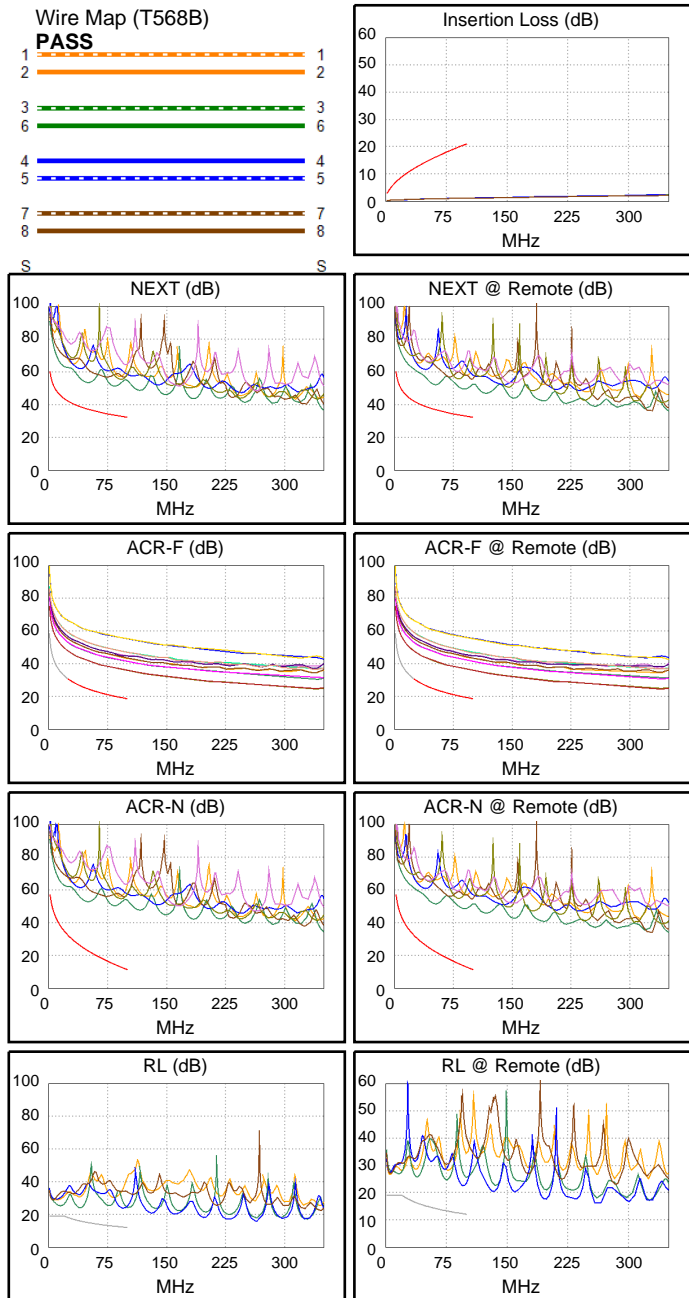 Wire Map (T568B)
PASS
1 1
2 2
3 3
6 6
4 4
5 5
7 7
8 8
S S
Insertion Loss (dB)
60
50
40
30
20
10
0
0 75 150 225 300
MHz
NEXT (dB)
100
80
60
40
20
0
0 75 150 225 300
MHz
NEXT @ Remote (dB)
100
80
60
40
20
0
0 75 150 225 300
MHz
ACR-F (dB)
100
80
60
40
20
0
0 75 150 225 300
MHz
ACR-F @ Remote (dB)
100
80
60
40
20
0
0 75 150 225 300
MHz
ACR-N (dB)
100
80
60
40
20
0
0 75 150 225 300
MHz
ACR-N @ Remote (dB)
100
80
60
40
20
0
0 75 150 225 300
MHz
RL (dB)
100
80
60
40
20
0
0 75 150 225 300
MHz
RL @ Remote (dB)
60
50
40
30
20
10
0
0 75 150 225 300
MHz